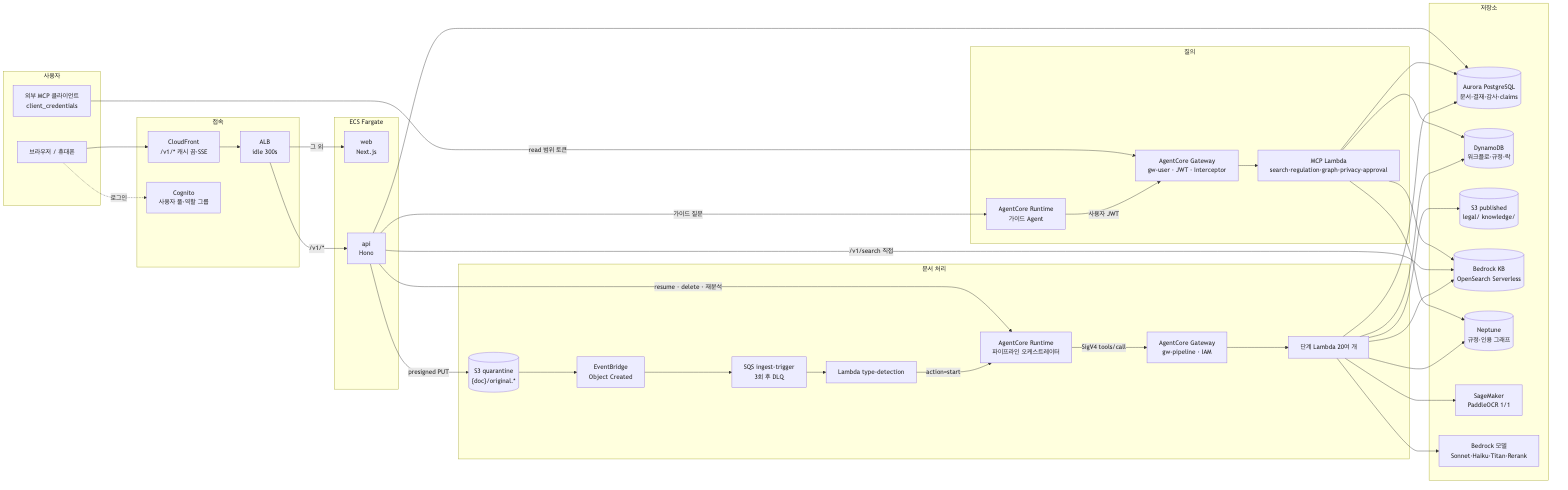 사용자
외부 MCP 클라이언트
client_credentials
브라우저 / 휴대폰
로그인
접속
CloudFront
/v1/* 캐시 끔·SSE
ALB
idle 300s
Cognito
사용자 풀·역할 그룹
그 외
/v1/*
ECS Fargate
web
Next.js
api
Hono
read 범위 토큰
가이드 질문
/v1/search 직접
resume · delete · 재분석
presigned PUT
질의
AgentCore Gateway
gw-user · JWT · Interceptor
MCP Lambda
search·regulation·graph·privacy·approval
AgentCore Runtime
가이드 Agent
사용자 JWT
문서 처리
S3 quarantine
{doc}/original.*
EventBridge
Object Created
SQS ingest-trigger
3회 후 DLQ
Lambda type-detection
action=start
AgentCore Runtime
파이프라인 오케스트레이터
SigV4 tools/call
AgentCore Gateway
gw-pipeline · IAM
단계 Lambda 20여 개
저장소
Aurora PostgreSQL
문서·결재·감사·claims
DynamoDB
워크플로·규정·락
S3 published
legal/ knowledge/
Bedrock KB
OpenSearch Serverless
Neptune
규정·인용 그래프
SageMaker
PaddleOCR 1/1
Bedrock 모델
Sonnet·Haiku·Titan·Rerank